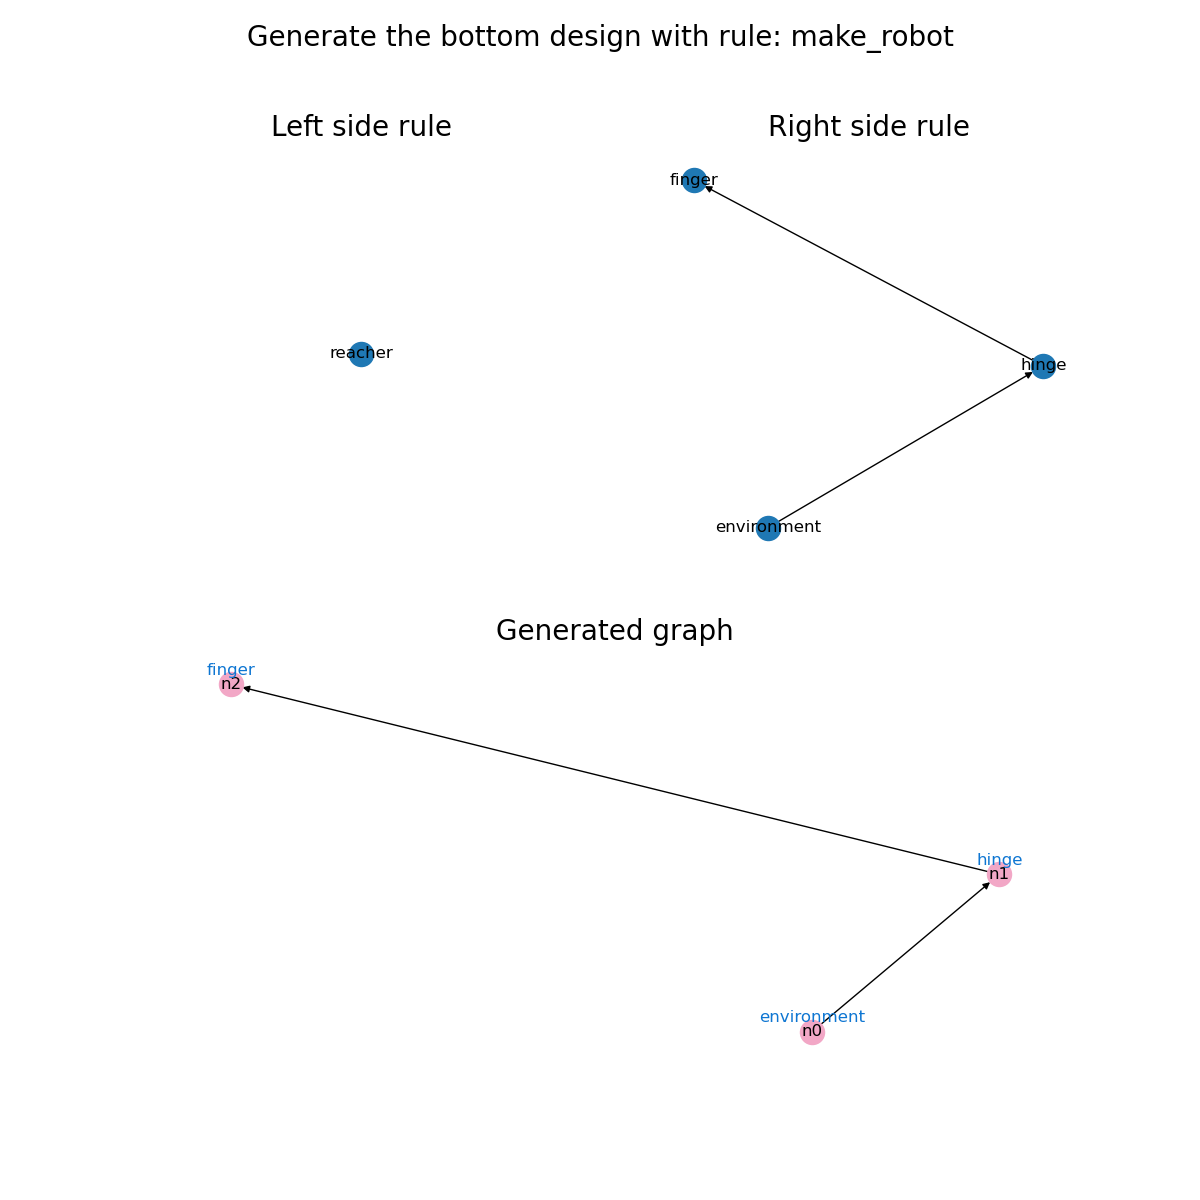 Generate the bottom design with rule: make_robot
Left side rule
Right side rule
finger
reacher
hinge
environment
Generated graph
finger
n2
hinge
n1
environment
n0